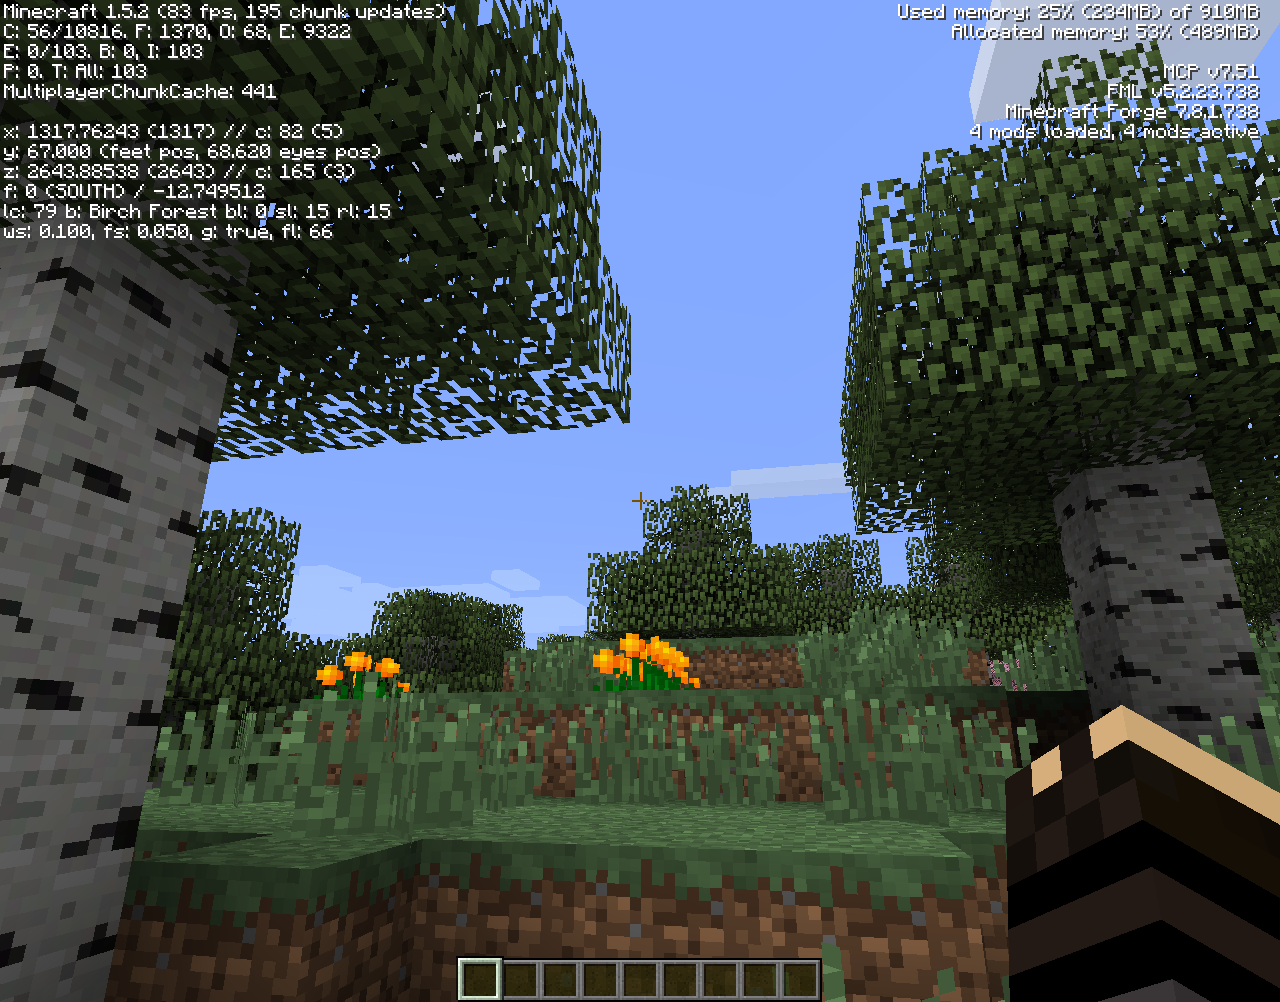 Minecraft 1.5.2 (83 fps, 195 chunk updates)
C: 56/10816. F: 1370, O: 68, E: 9322
E: 0/103. B: 0, I: 103
P: 0. T: All: 103
MultiplayerChunkCache: 441
x: 1317.76243 (1317) // c: 82 (5)
y: 67.000 (feet pos, 68.620 eyes pos)
z: 2643.88538 (2643) // c: 165 (3)
f: 0 (SOUTH) / -12.749512
lc: 79 b: Birch Forest bl: 0 sl: 15 rl: 15
ws: 0.100, fs: 0.050, g: true, fl: 66
Used memory: 25% (234MB) of 910MB
Allocated memory: 53% (489MB)
MCP v7.51
FML v5.2.23.738
Minecraft Forge 7.8.1.738
4 mods loaded, 4 mods active